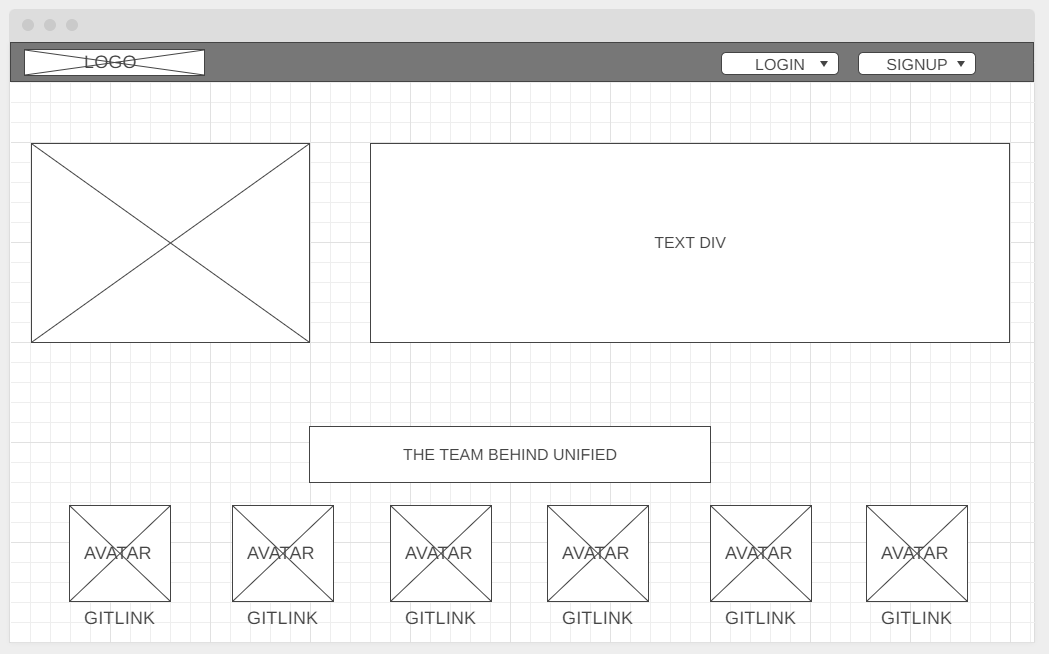 LOGO
LOGIN
SIGNUP
TEXT DIV
THE TEAM BEHIND UNIFIED
AVATAR AVATAR AVATAR AVATAR AVATAR AVATAR
GITLINK GITLINK GITLINK GITLINK GITLINK GITLINK